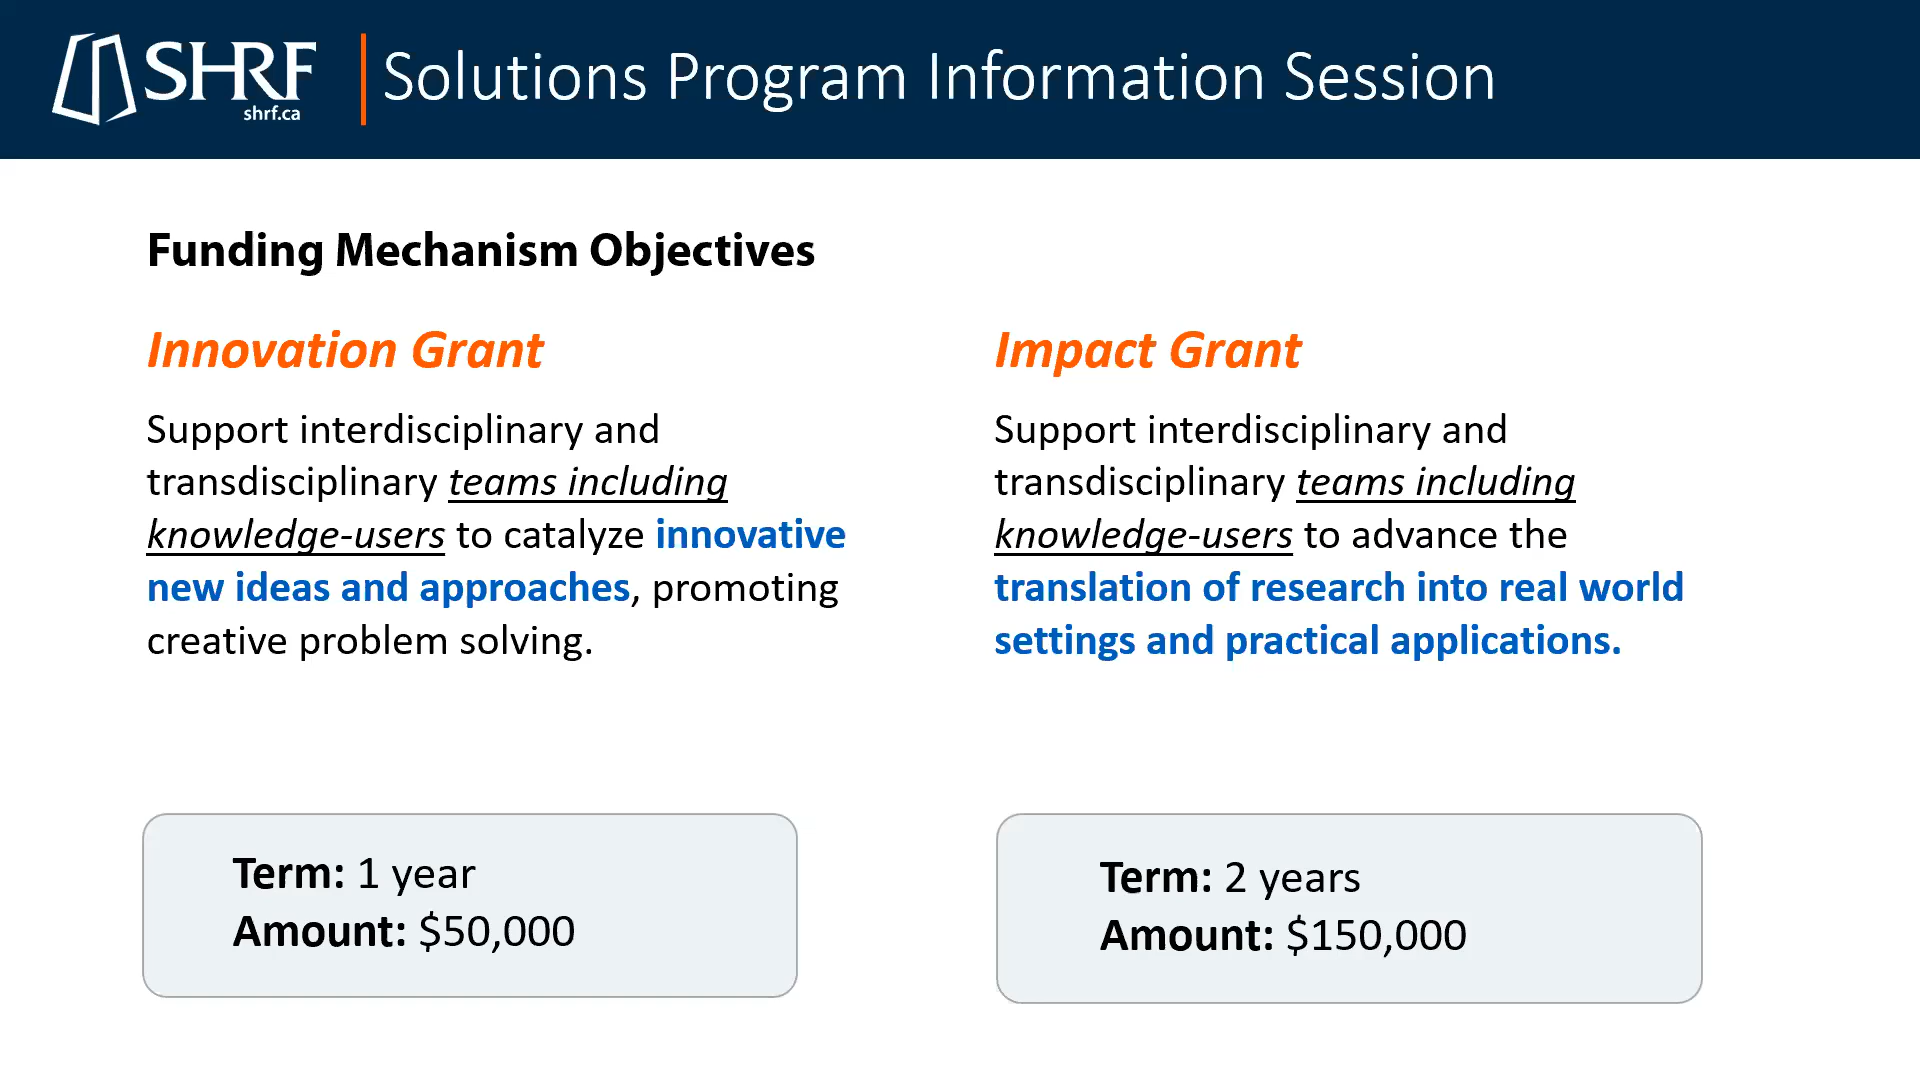 SHRF
shrf.ca
Solutions Program Information Session
Funding Mechanism Objectives
Innovation Grant
Support interdisciplinary and
transdisciplinary teams including
knowledge-users to catalyze innovative
new ideas and approaches, promoting
creative problem solving.
Term: 1 year
Amount: $50,000
Impact Grant
Support interdisciplinary and
transdisciplinary teams including
knowledge-users to advance the
translation of research into real world
settings and practical applications.
Term: 2 years
Amount: $150,000